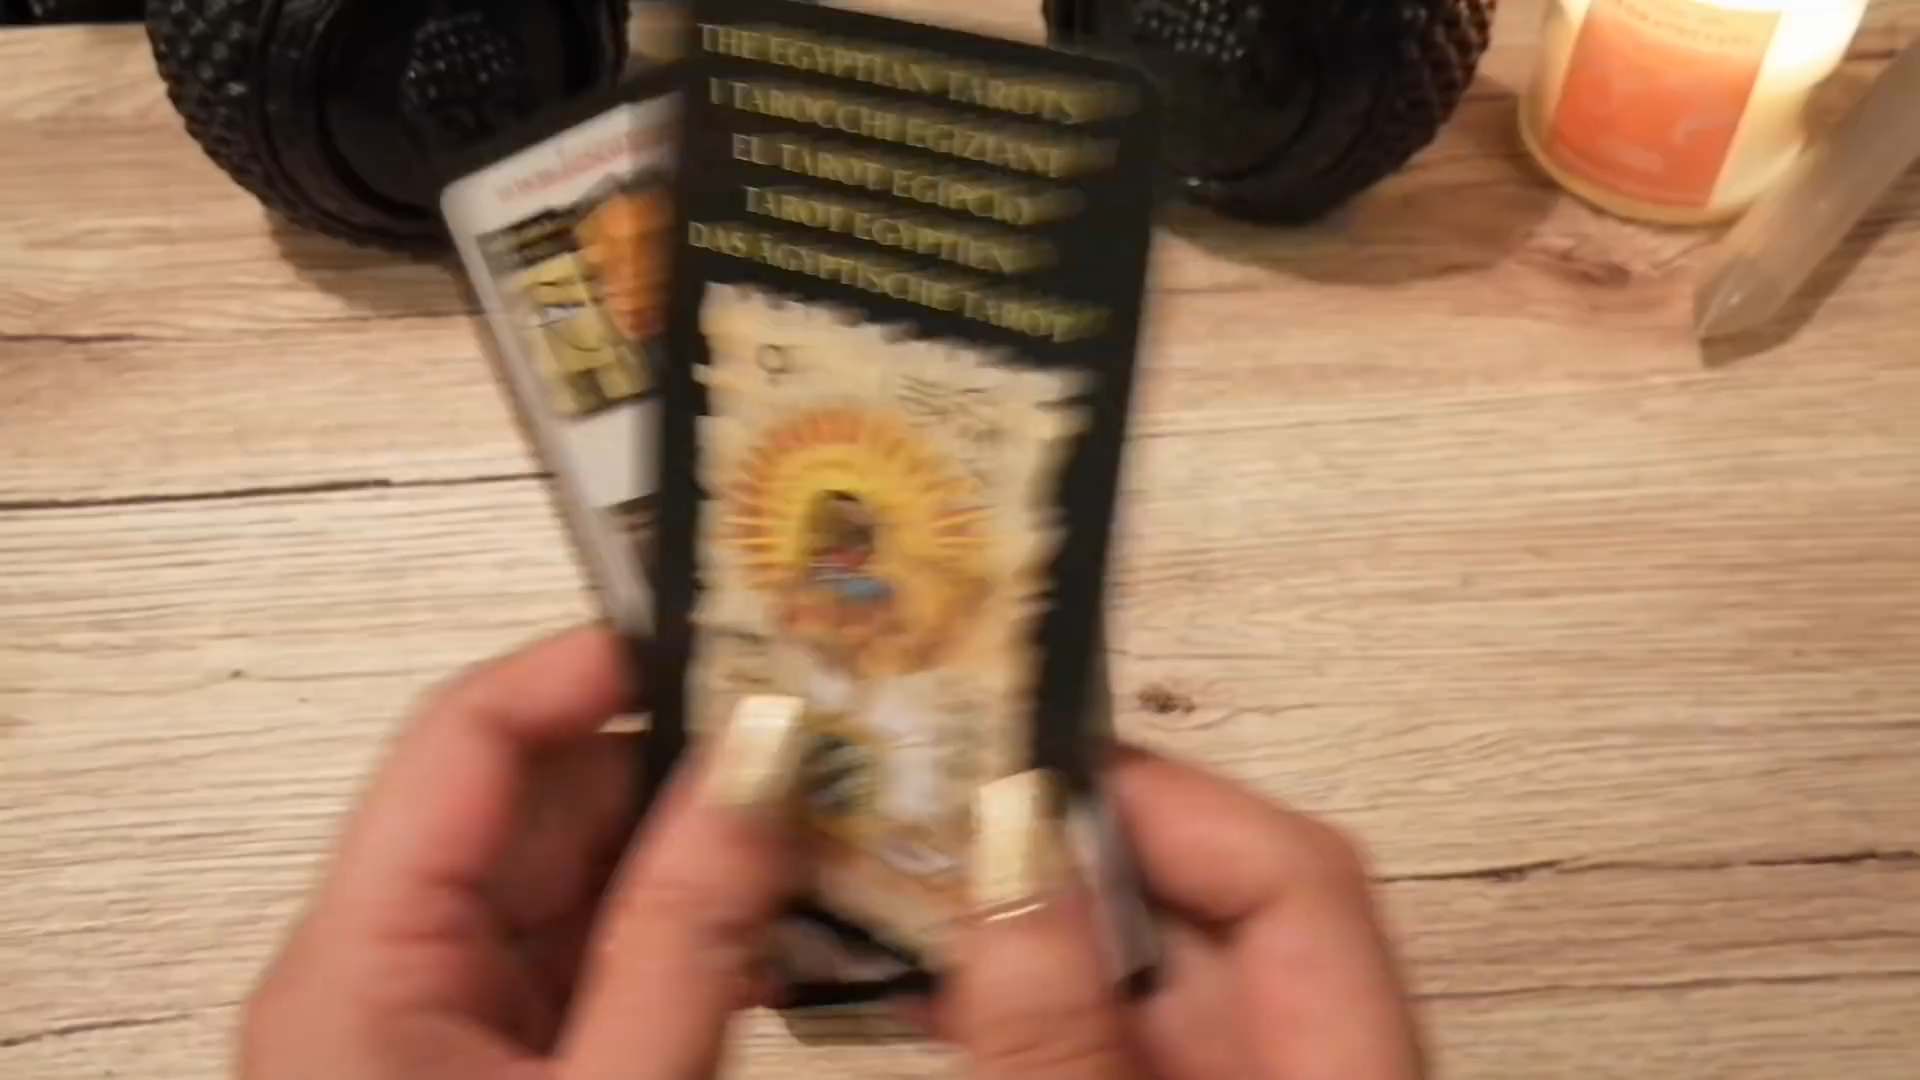 THE EGYPTIAN TAROTS
I TAROCCHI EGIZIANI
EL TAROT EGIPCIO
TAROT EGYPTIEN
DAS ÄGYPTISCHE TAROT